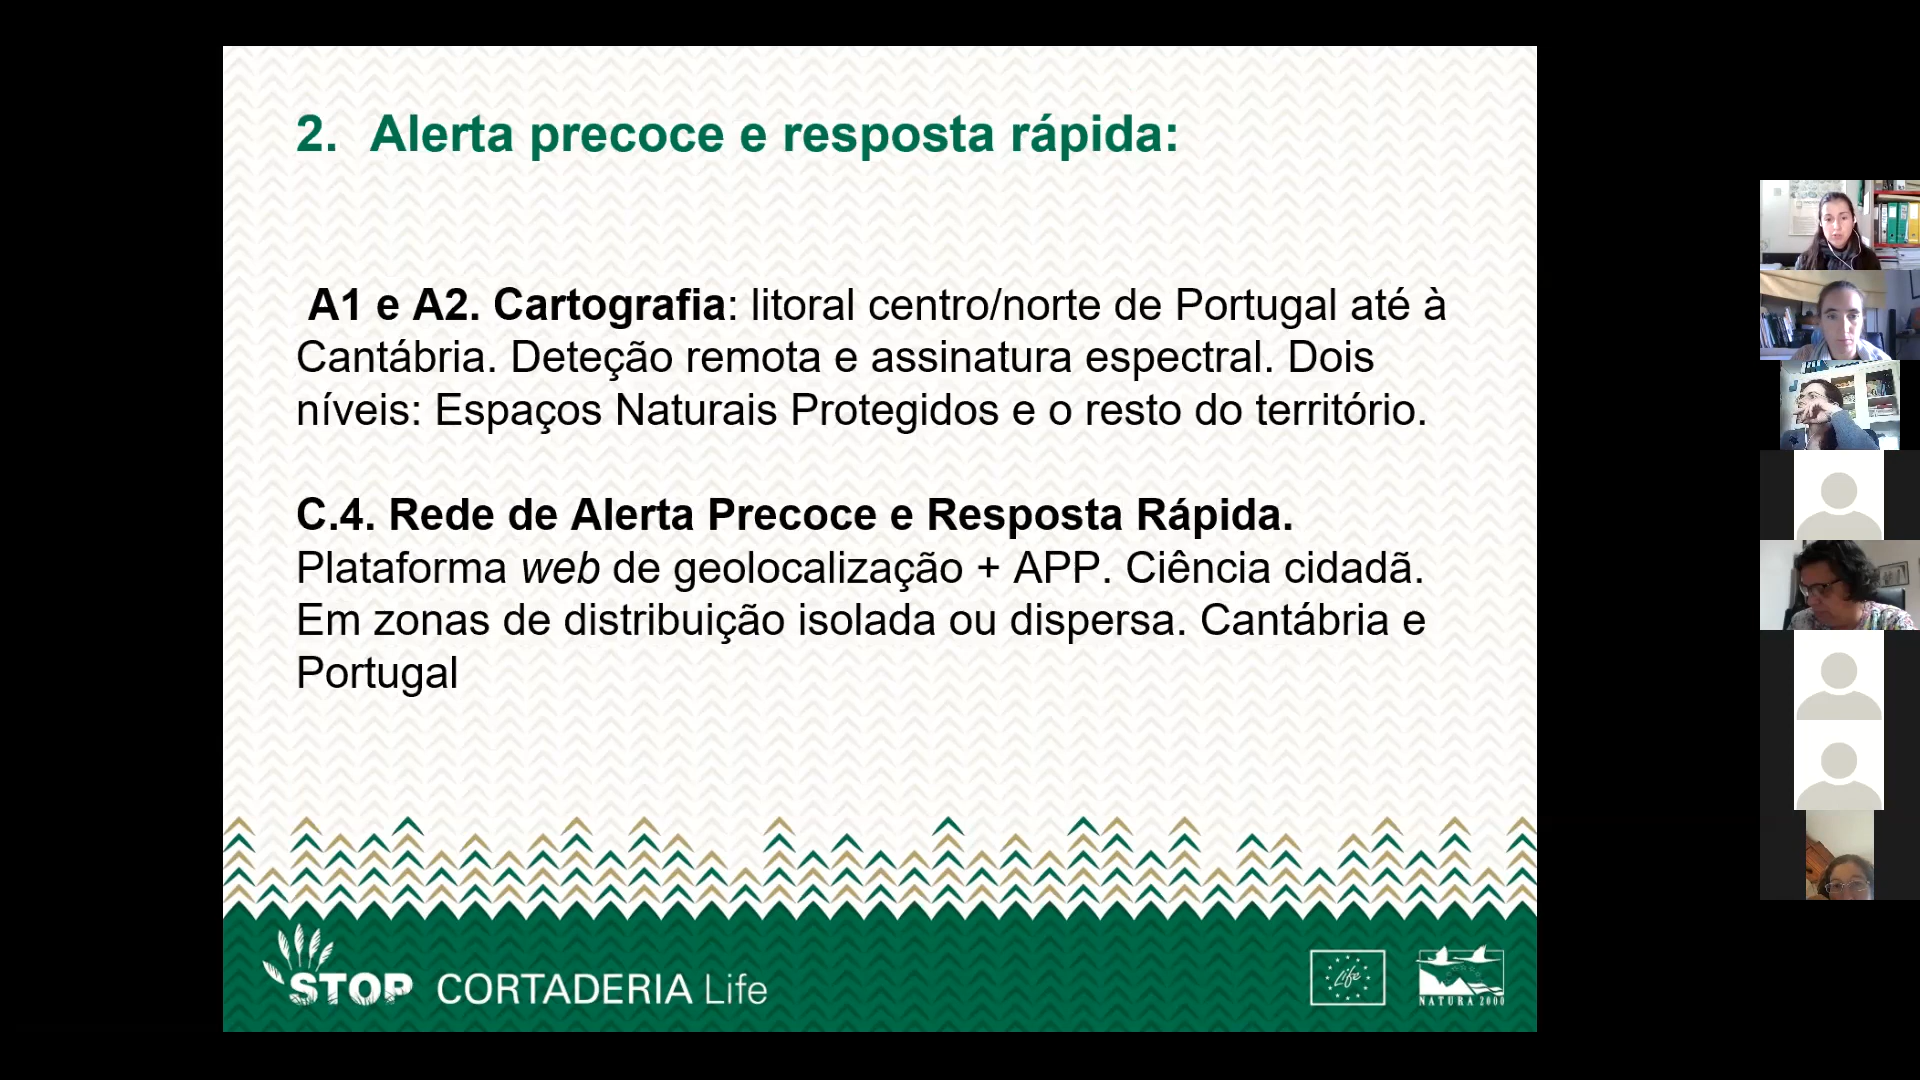 2. Alerta precoce e resposta rápida:
A1 e A2. Cartografia: litoral centro/norte de Portugal até à
Cantábria. Deteção remota e assinatura espectral. Dois
níveis: Espaços Naturais Protegidos e o resto do território.
C.4. Rede de Alerta Precoce e Resposta Rápida.
Plataforma web de geolocalização + APP. Ciência cidadã.
Em zonas de distribuição isolada ou dispersa. Cantábria e
Portugal
STOP CORTADERIA Life
Life
NATURA 2000